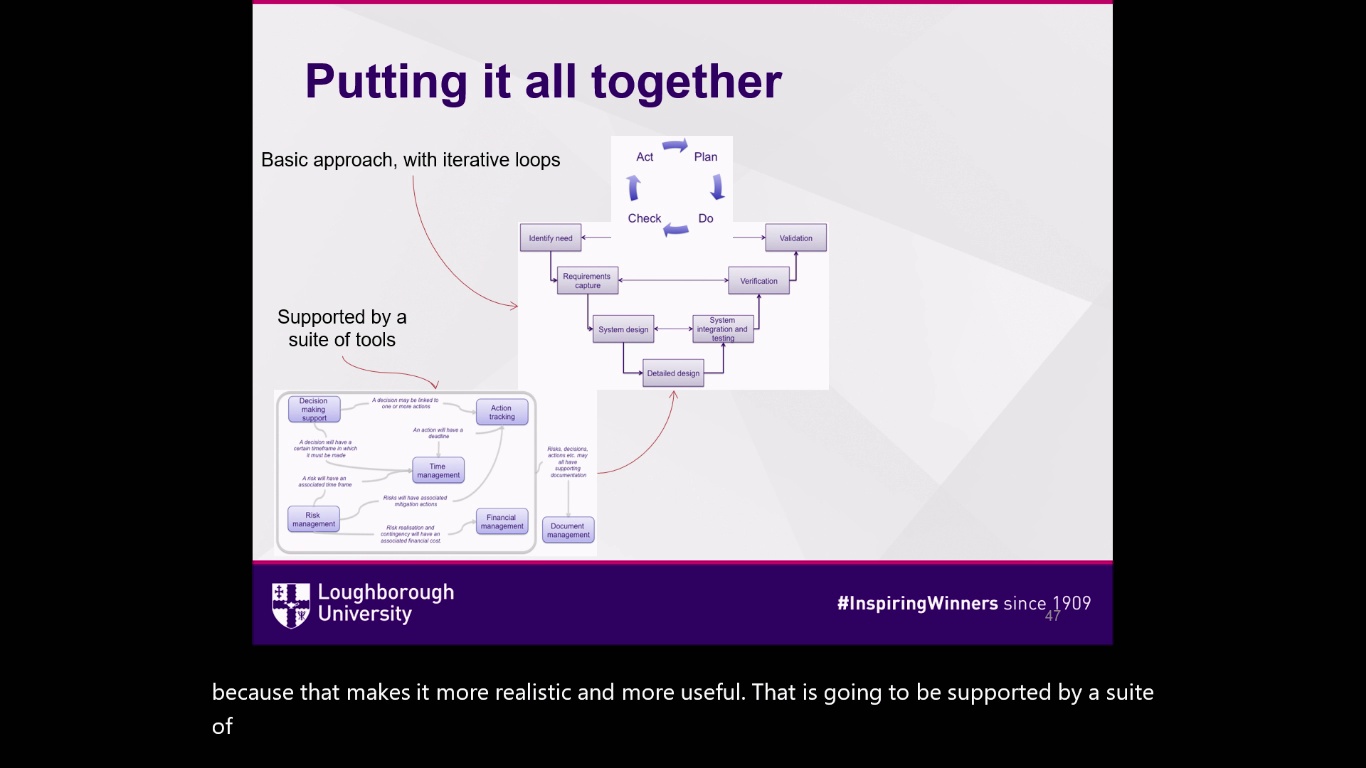 Putting it all together
Basic approach, with iterative loops
Act
Plan
Check
Do
Identify need
Validation
Requirements
capture
Verification
Supported by a
suite of tools
System design
System
integration and
testing
Detailed design
Decision
making
support
A decision may be linked to
one or more actions
Action
tracking
An action will have a
deadline
A decision will have a
certain timeframe in which
it must be made
Time
management
A risk will have an
associated time frame
Risks will have associated
mitigation actions
Risk
management
Risk realisation and
contingency will have an
associated financial cost
Financial
management
Risks, decisions,
actions etc. may
all have
supporting
documentation
Document
management
Loughborough
University
#InspiringWinners since 1909
47
because that makes it more realistic and more useful. That is going to be supported by a suite
of